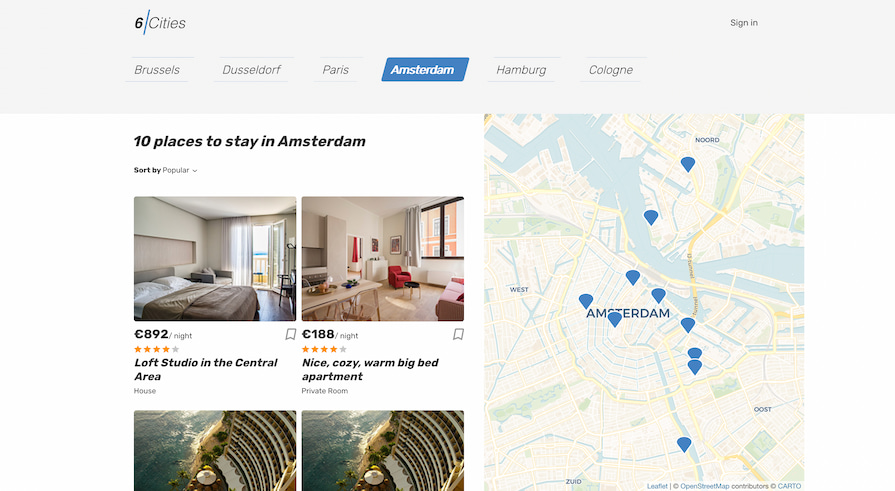 6 Cities
Sign in
Brussels
Dusseldorf
Paris
Amsterdam
Hamburg
Cologne
10 places to stay in Amsterdam
Sort by Popular
€892/ night
Loft Studio in the Central
Area
House
€188/ night
Nice, cozy, warm big bed
apartment
Private Room
NOORD
WEST
AMSTERDAM
OOST
ZUID
Leaflet | © OpenStreetMap contributors © CARTO